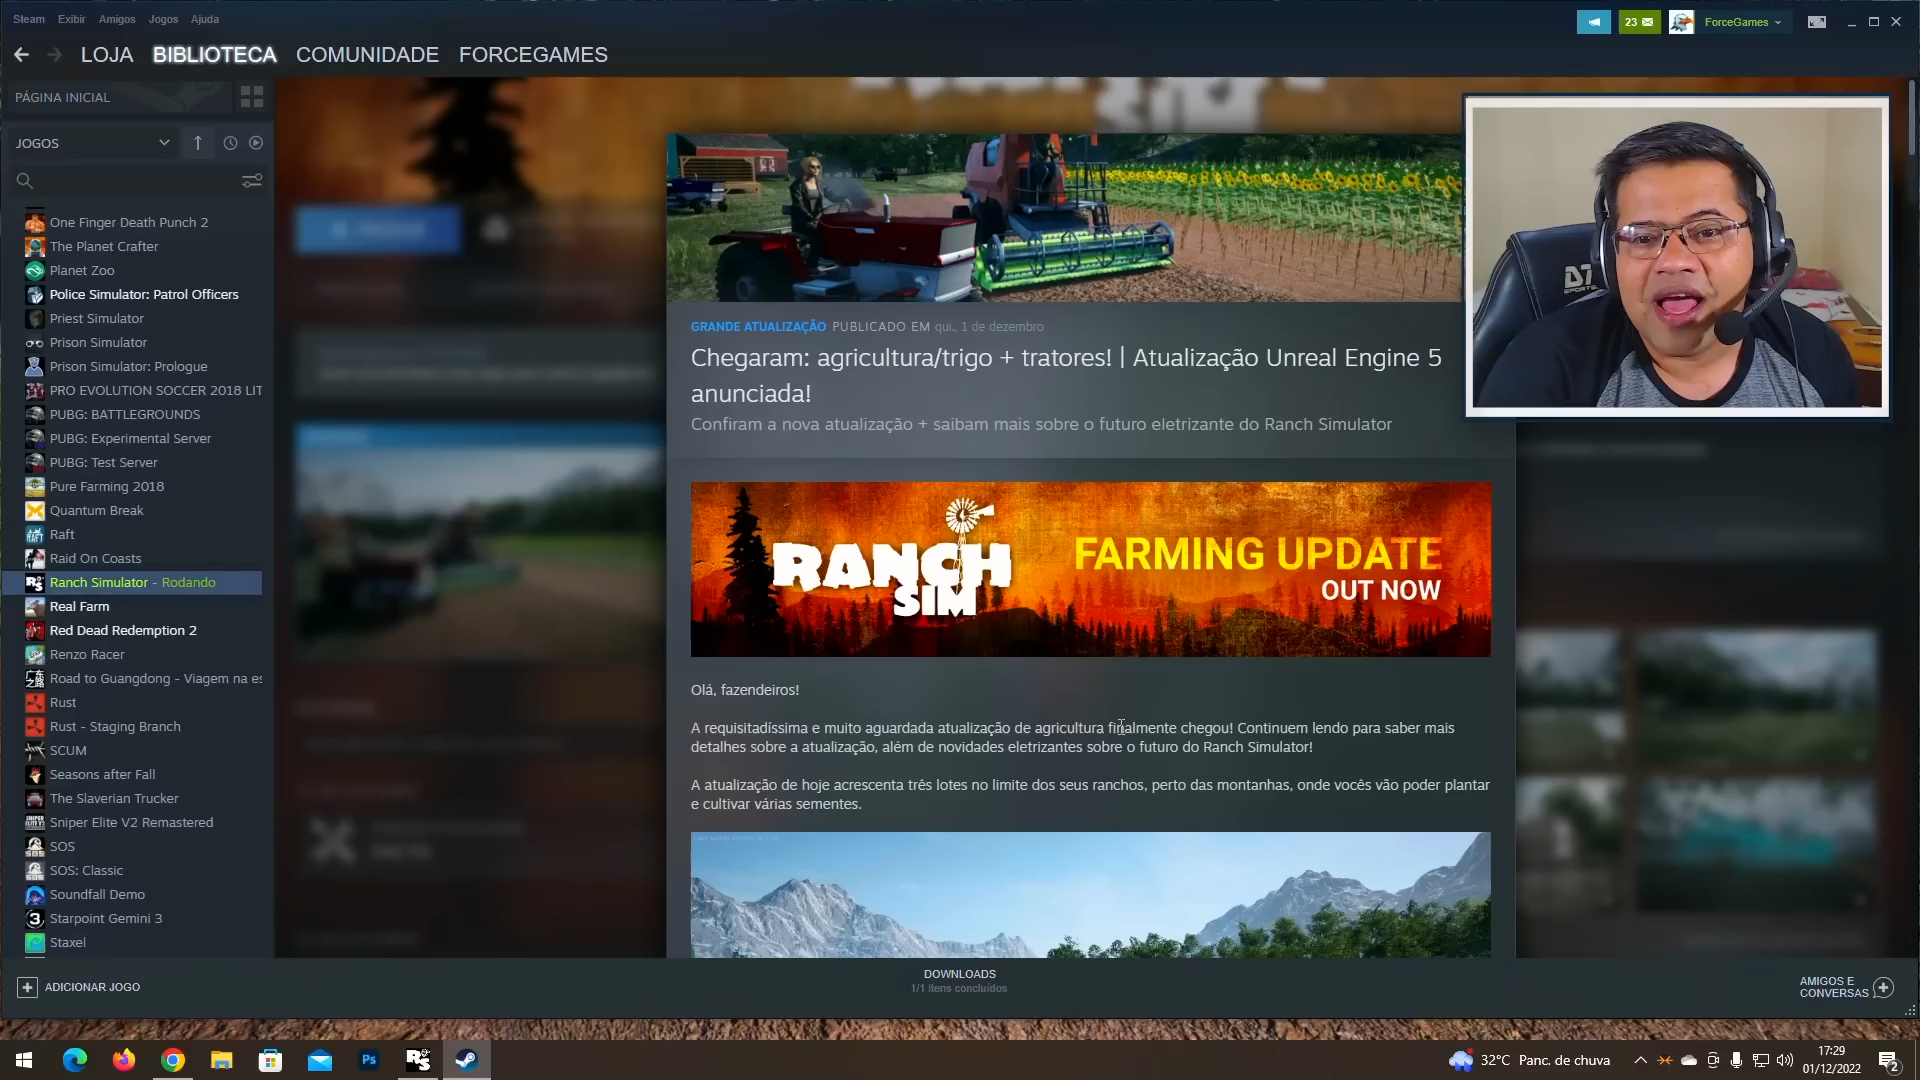 Steam Exibir Amigos Jogos Ajuda
23
ForceGames
LOJA BIBLIOTECA COMUNIDADE FORCEGAMES
PÁGINA INICIAL
JOGOS
One Finger Death Punch 2
The Planet Crafter
Planet Zoo
Police Simulator: Patrol Officers
Priest Simulator
Prison Simulator
Prison Simulator: Prologue
PRO EVOLUTION SOCCER 2018 LIT
PUBG: BATTLEGROUNDS
PUBG: Experimental Server
PUBG: Test Server
Pure Farming 2018
Quantum Break
Raft
Raid On Coasts
Ranch Simulator - Rodando
Real Farm
Red Dead Redemption 2
Renzo Racer
Road to Guangdong - Viagem na es
Rust
Rust - Staging Branch
SCUM
Seasons after Fall
The Slaverian Trucker
Sniper Elite V2 Remastered
SOS
SOS: Classic
Soundfall Demo
Starpoint Gemini 3
Staxel
GRANDE ATUALIZAÇÃO PUBLICADO EM qui., 1 de dezembro
Chegaram: agricultura/trigo + tratores! | Atualização Unreal Engine 5
anunciada!
Confiram a nova atualização + saibam mais sobre o futuro eletrizante do Ranch Simulator
RANCH
SIM
FARMING UPDATE
OUT NOW
Olá, fazendeiros!
A requisitadíssima e muito aguardada atualização de agricultura finalmente chegou! Continuem lendo para saber mais
detalhes sobre a atualização, além de novidades eletrizantes sobre o futuro do Ranch Simulator!
A atualização de hoje acrescenta três lotes no limite dos seus ranchos, perto das montanhas, onde vocês vão poder plantar
e cultivar várias sementes.
D7
SPORTS
ADICIONAR JOGO
DOWNLOADS
1/1 itens concluídos
AMIGOS E
CONVERSAS
Ps
RS
32°C Panc. de chuva
17:29
01/12/2022
2